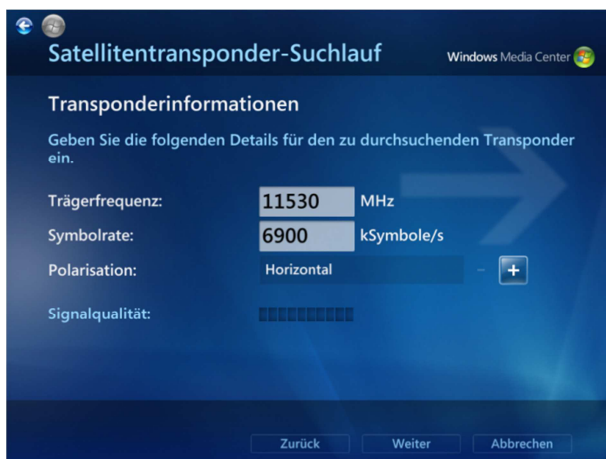 Satellitentransponder-Suchlauf
Windows Media Center
Transponderinformationen
Geben Sie die folgenden Details für den zu durchsuchenden Transponder
ein.
Trägerfrequenz: 11530 MHz
Symbolrate: 6900 kSymbole/s
Polarisation: Horizontal - +
Signalqualität:
Zurück Weiter Abbrechen